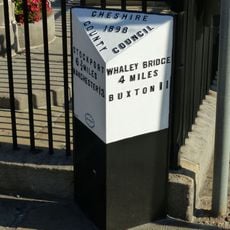 CHESHIRE
1898
COUNTY
COUNCIL
STOCKPORT
6 MILES
MANCHESTER 13
WHALEY BRIDGE
4 MILES
BUXTON 11